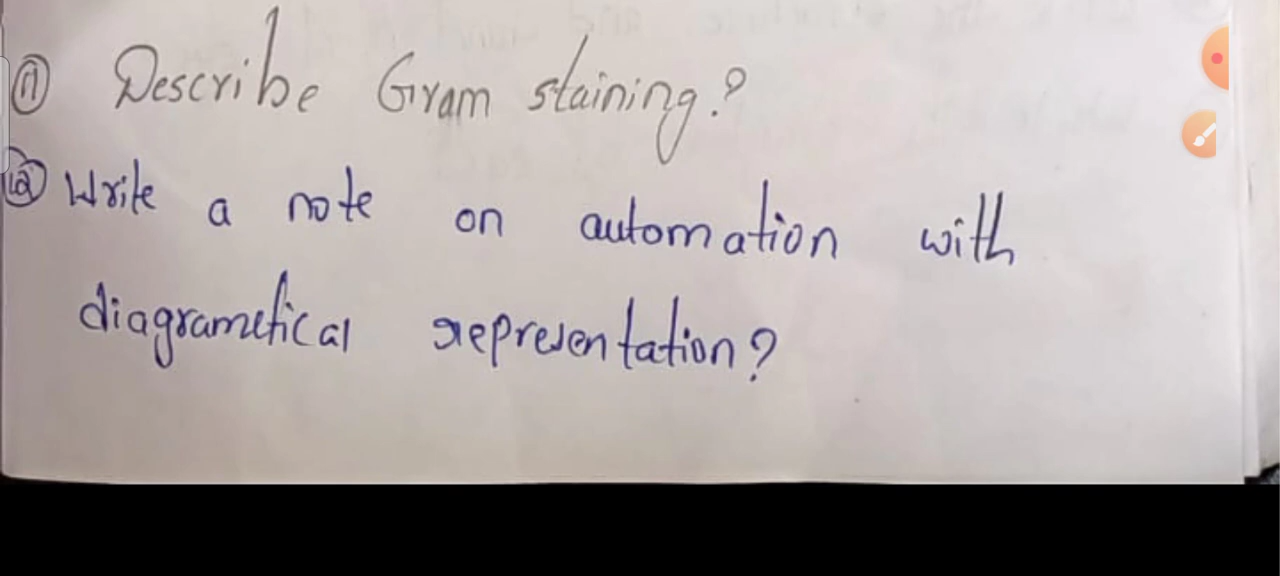 ⑪ Describe Gram staining.?
⑫ Write a note on automation with
diagrametical representation?